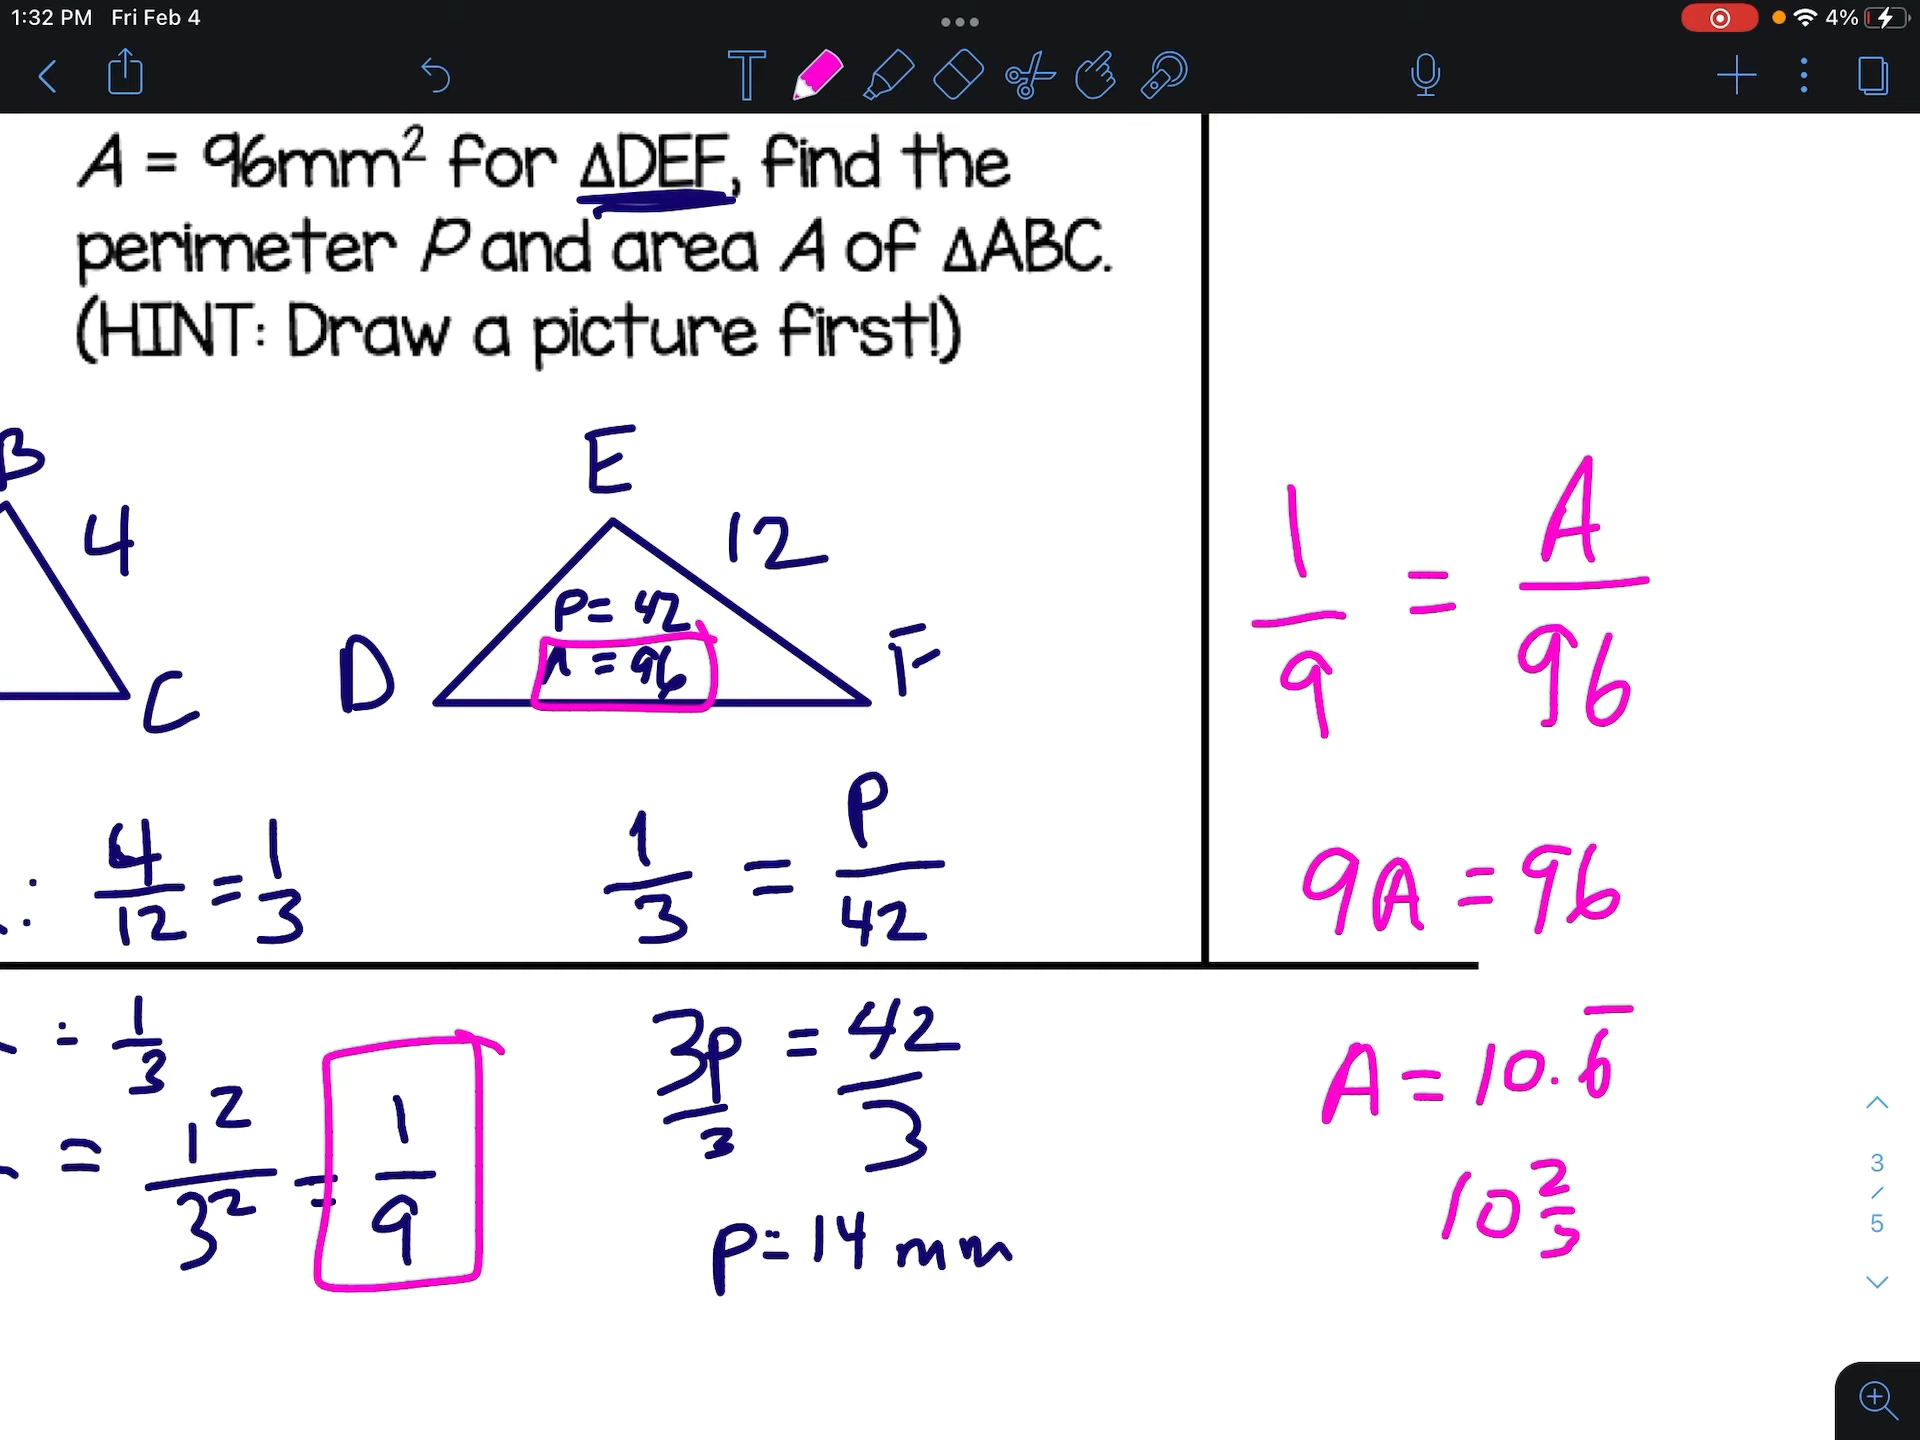 1:32 PM Fri Feb 4
4%
T
A = 96mm² for ΔDEF, find the
perimeter P and area A of ΔABC.
(HINT: Draw a picture first!)
B
4
C
E
12
P = 42
A = 96
D
F
4/12 = 1/3
1/3 = P/42
= 1/3
= 1²/3² = 1/9
3p/3 = 42/3
p = 14 mm
1/9 = A/96
9A = 96
A = 10.6̅
10 2/3
3
/
5